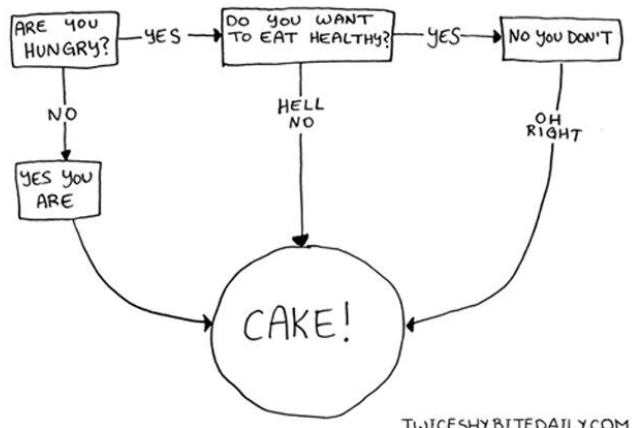 ARE YOU
HUNGRY?
YES
DO YOU WANT
TO EAT HEALTHY?
YES
NO YOU DON'T
NO
HELL
NO
OH
RIGHT
YES YOU
ARE
CAKE!
TWICESHYBITEDAILY.COM